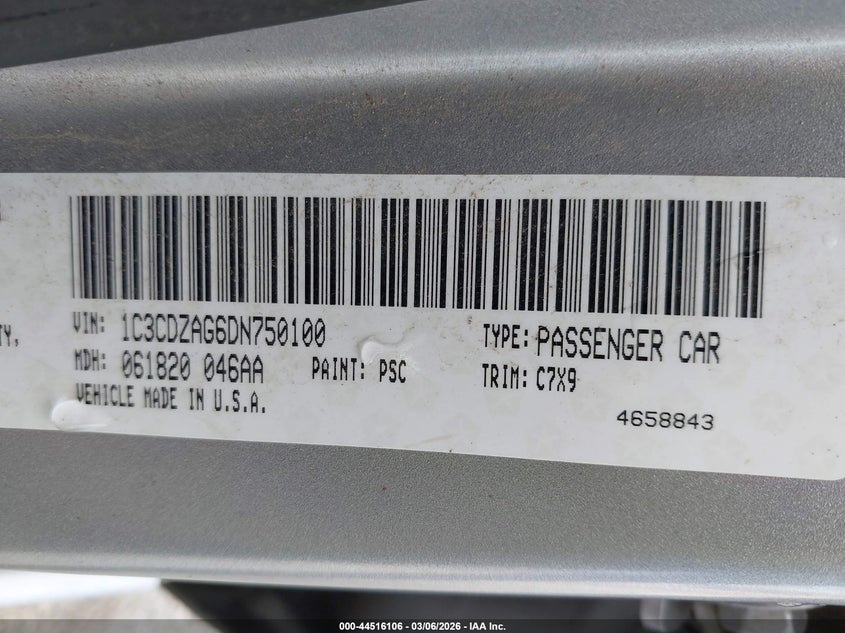 VIN: 1C3CDZAG6DN750100
TYPE: PASSENGER CAR
MDH: 061820 046AA
PAINT: PSC
TRIM: C7X9
VEHICLE MADE IN U.S.A.
4658843
000-44516106 - 03/06/2026 - IAA Inc.